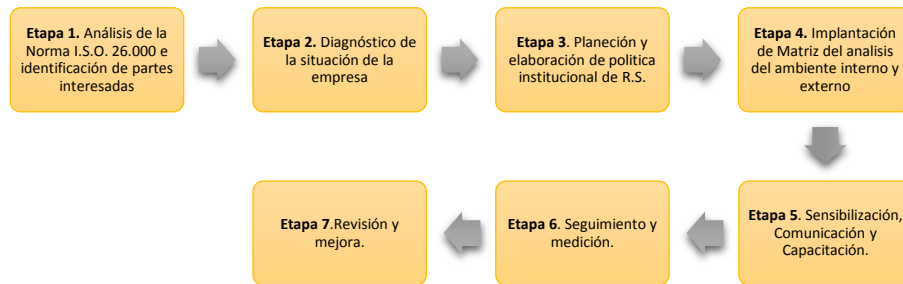 Etapa 1. Análisis de la
Norma I.S.O. 26.000 e
identificación de partes
interesadas
Etapa 2. Diagnóstico de
la situación de la
empresa
Etapa 3. Planeción y
elaboración de politica
institucional de R.S.
Etapa 4. Implantación
de Matriz del analisis
del ambiente interno y
externo
Etapa 5. Sensibilización,
Comunicación y
Capacitación.
Etapa 6. Seguimiento y
medición.
Etapa 7.Revisión y
mejora.